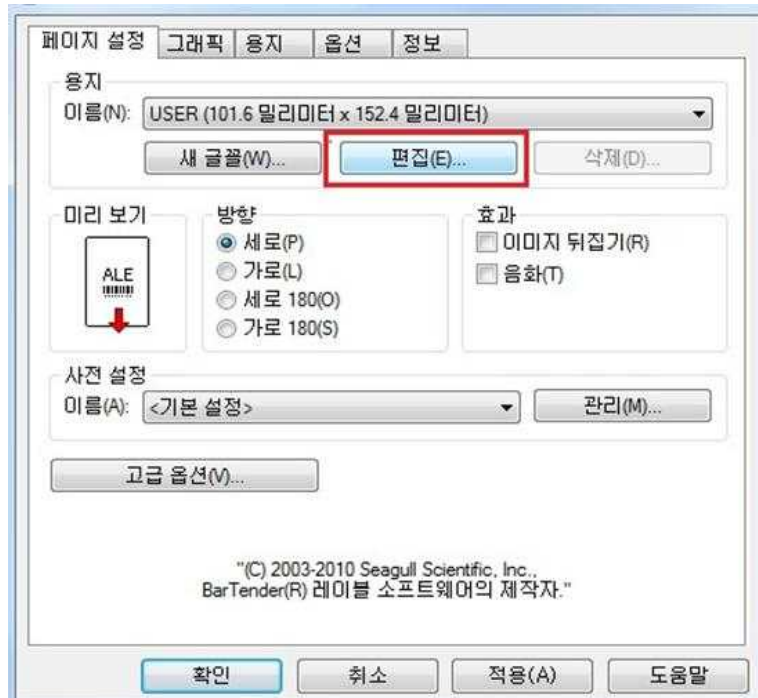 페이지 설정 그래픽 용지 옵션 정보
용지
이름(N): USER (101.6 밀리미터 x 152.4 밀리미터)
새 글꼴(W)... 편집(E)... 삭제(D)...
미리 보기
ALE
방향
세로(P)
가로(L)
세로 180(O)
가로 180(S)
효과
이미지 뒤집기(R)
음화(T)
사전 설정
이름(A): <기본 설정> 관리(M)...
고급 옵션(V)...
"(C) 2003-2010 Seagull Scientific, Inc.,
BarTender(R) 레이블 소프트웨어의 제작자."
확인 취소 적용(A) 도움말